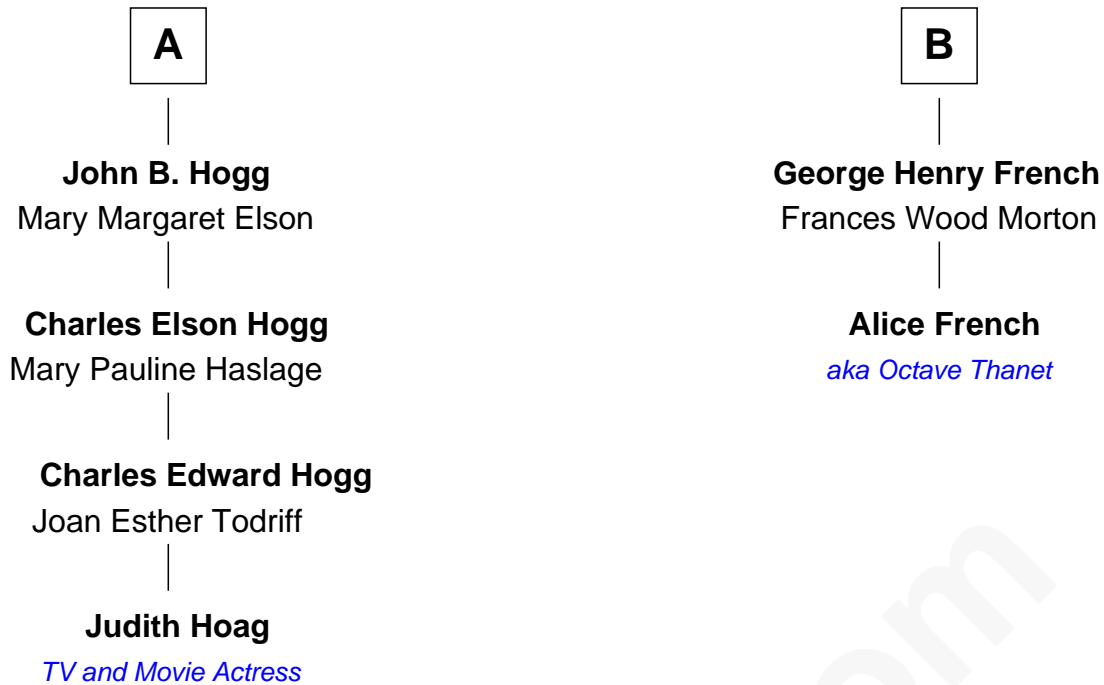 A
John B. Hogg
Mary Margaret Elson
Charles Elson Hogg
Mary Pauline Haslage
Charles Edward Hogg
Joan Esther Todriff
Judith Hoag
TV and Movie Actress
B
George Henry French
Frances Wood Morton
Alice French
aka Octave Thanet
om